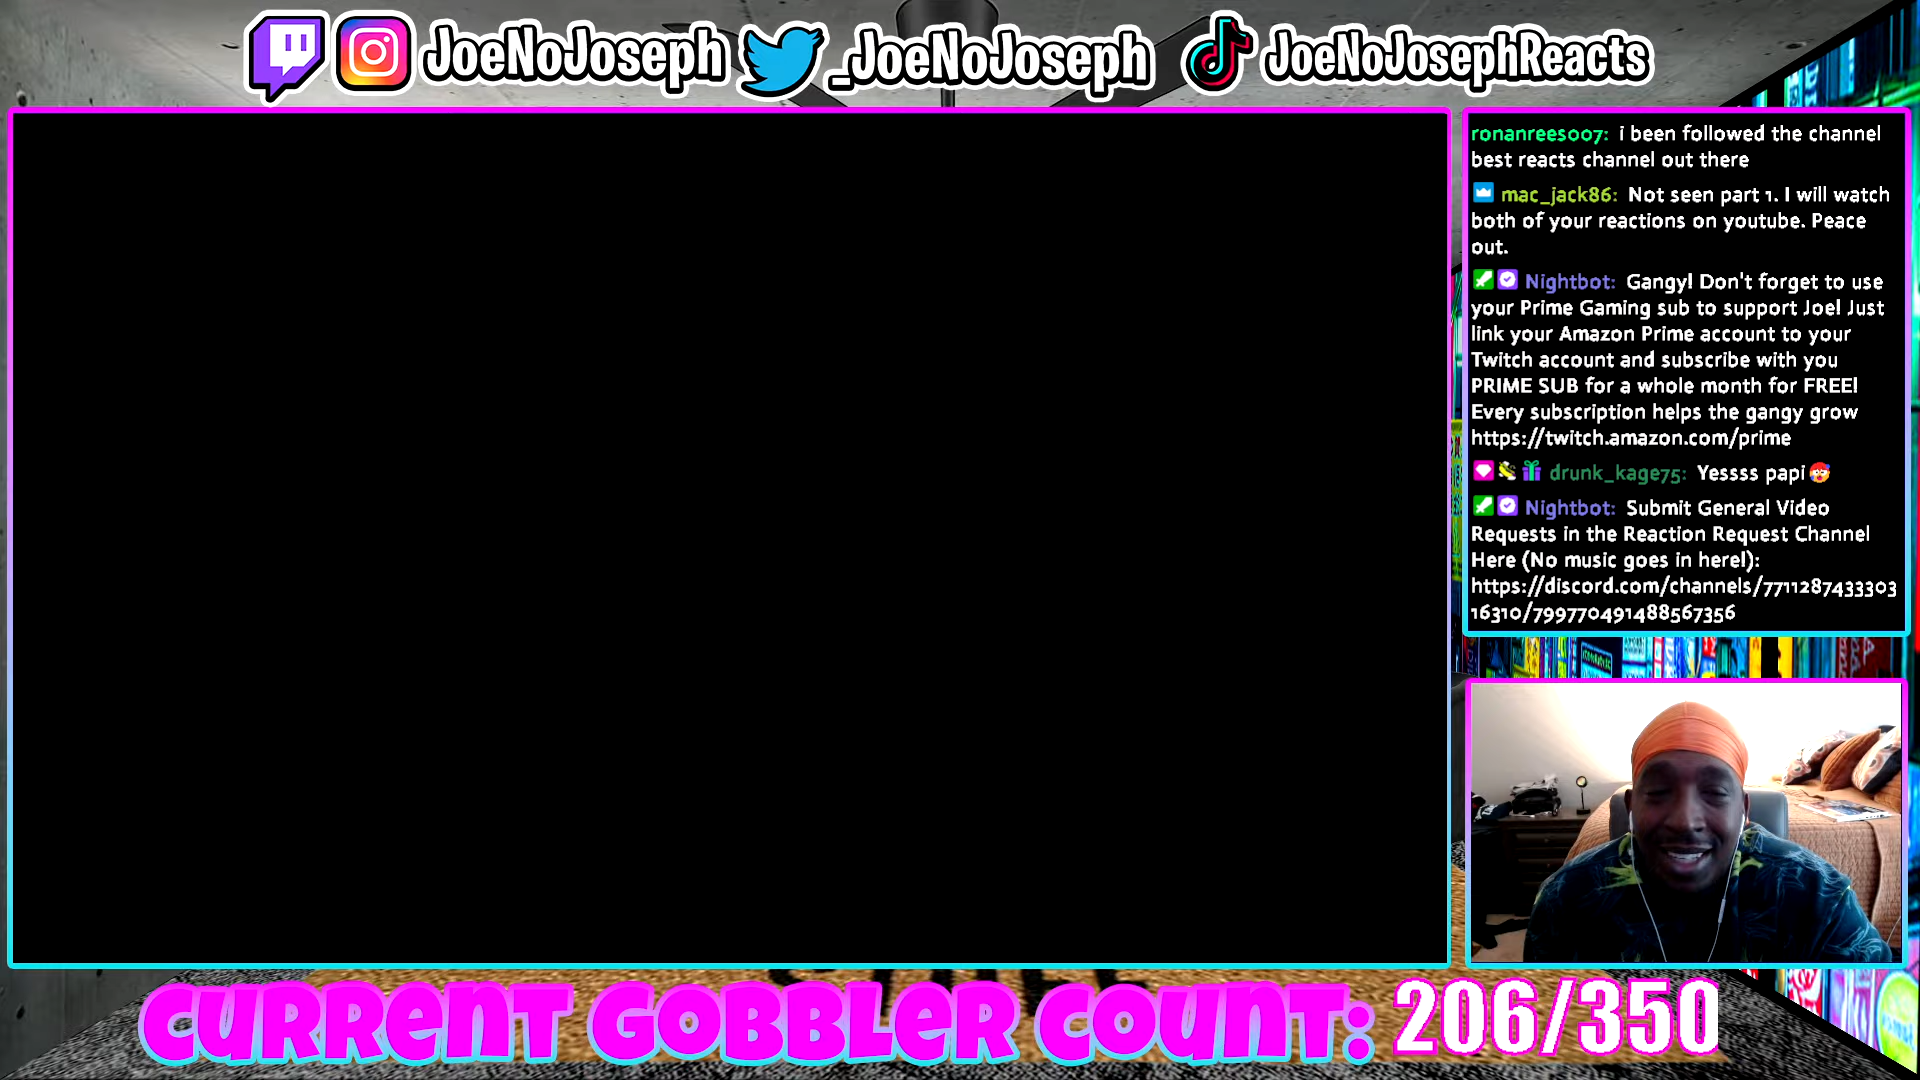 JoeNoJoseph _JoeNoJoseph JoeNoJosephReacts
ronanrees007: i been followed the channel
best reacts channel out there
mac_jack86: Not seen part 1. I will watch
both of your reactions on youtube. Peace
out.
Nightbot: Gangy! Don't forget to use
your Prime Gaming sub to support Joe! Just
link your Amazon Prime account to your
Twitch account and subscribe with you
PRIME SUB for a whole month for FREE!
Every subscription helps the gangy grow
https://twitch.amazon.com/prime
drunk_kage75: Yessss papi
Nightbot: Submit General Video
Requests in the Reaction Request Channel
Here (No music goes in here!):
https://discord.com/channels/7711287433303
16310/799770491488567356
CURRENT GOBBLER COUNT: 206/350